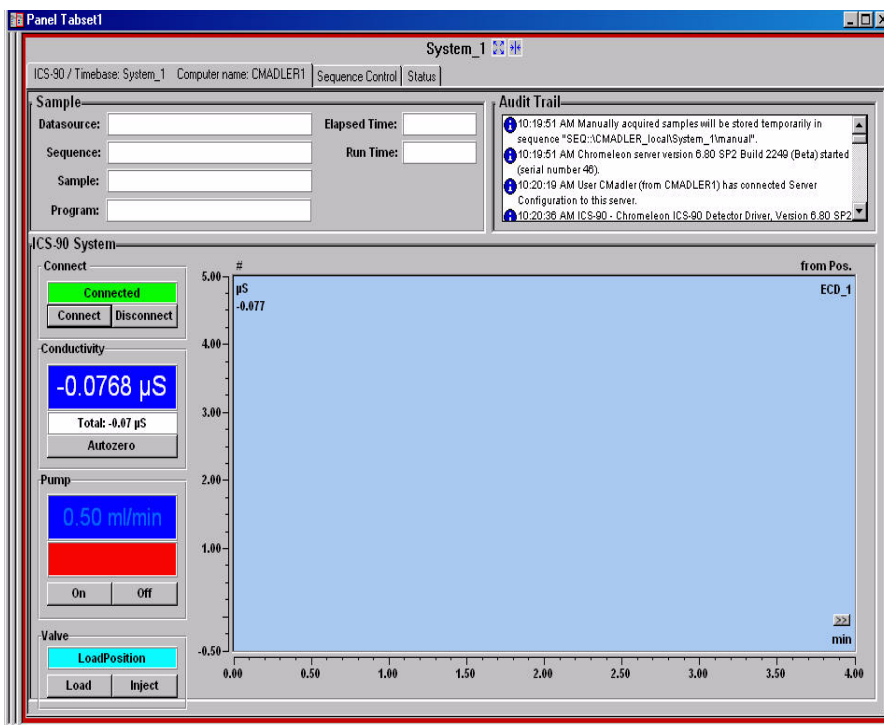 Panel Tabset1
System_1
ICS-90 / Timebase: System_1 Computer name: CMADLER1
Sequence Control
Status
Sample
Datasource:
Elapsed Time:
Sequence:
Run Time:
Sample:
Program:
Audit Trail
10:19:51 AM Manually acquired samples will be stored temporarily in
sequence "SEQ::\CMADLER_local\System_1\manual".
10:19:51 AM Chromeleon server version 6.80 SP2 Build 2249 (Beta) started
(serial number 46).
10:20:19 AM User CMadler (from CMADLER1) has connected Server
Configuration to this server.
10:20:36 AM ICS-90 - Chromeleon ICS-90 Detector Driver, Version 6.80 SP2
ICS-90 System
Connect
Connected
Connect Disconnect
Conductivity
-0.0768 µS
Total: -0.07 µS
Autozero
Pump
0.50 ml/min
On Off
Valve
LoadPosition
Load Inject
# from Pos.
µS ECD_1
-0.077
5.00
4.00
3.00
2.00
1.00
-0.50
>>
min
0.00 0.50 1.00 1.50 2.00 2.50 3.00 3.50 4.00